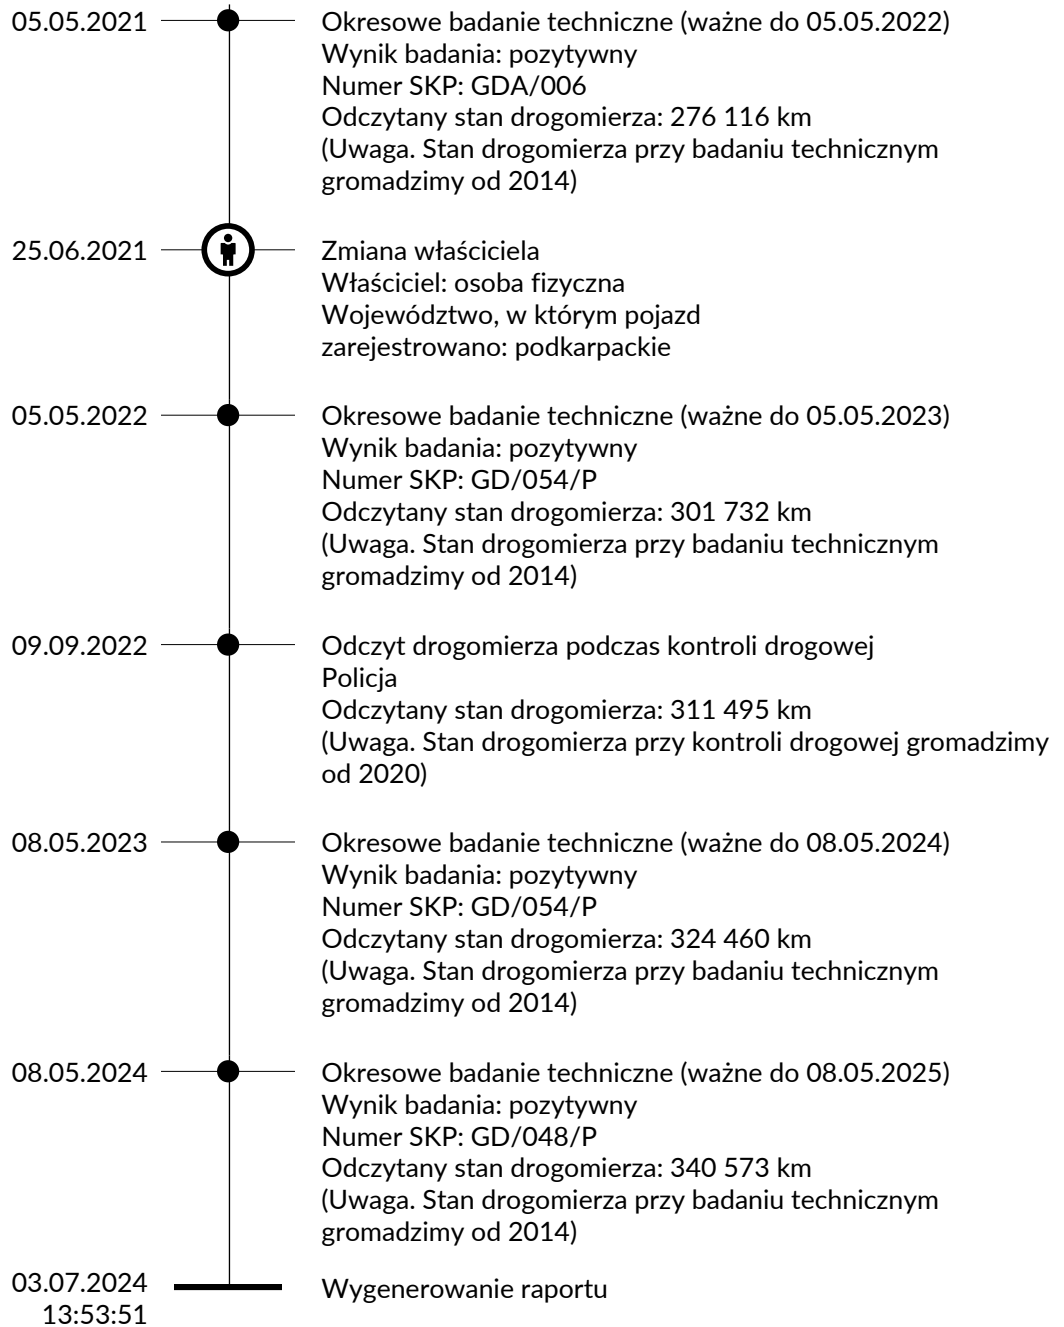 05.05.2021
Okresowe badanie techniczne (ważne do 05.05.2022)
Wynik badania: pozytywny
Numer SKP: GDA/006
Odczytany stan drogomierza: 276 116 km
(Uwaga. Stan drogomierza przy badaniu technicznym
gromadzimy od 2014)
25.06.2021
Zmiana właściciela
Właściciel: osoba fizyczna
Województwo, w którym pojazd
zarejestrowano: podkarpackie
05.05.2022
Okresowe badanie techniczne (ważne do 05.05.2023)
Wynik badania: pozytywny
Numer SKP: GD/054/P
Odczytany stan drogomierza: 301 732 km
(Uwaga. Stan drogomierza przy badaniu technicznym
gromadzimy od 2014)
09.09.2022
Odczyt drogomierza podczas kontroli drogowej
Policja
Odczytany stan drogomierza: 311 495 km
(Uwaga. Stan drogomierza przy kontroli drogowej gromadzimy
od 2020)
08.05.2023
Okresowe badanie techniczne (ważne do 08.05.2024)
Wynik badania: pozytywny
Numer SKP: GD/054/P
Odczytany stan drogomierza: 324 460 km
(Uwaga. Stan drogomierza przy badaniu technicznym
gromadzimy od 2014)
08.05.2024
Okresowe badanie techniczne (ważne do 08.05.2025)
Wynik badania: pozytywny
Numer SKP: GD/048/P
Odczytany stan drogomierza: 340 573 km
(Uwaga. Stan drogomierza przy badaniu technicznym
gromadzimy od 2014)
03.07.2024
13:53:51
Wygenerowanie raportu